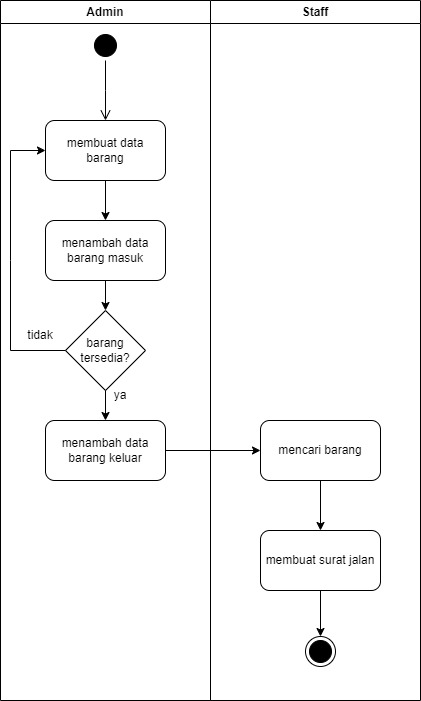 Admin
Staff
membuat data
barang
menambah data
barang masuk
tidak
barang
tersedia?
ya
menambah data
barang keluar
mencari barang
membuat surat jalan